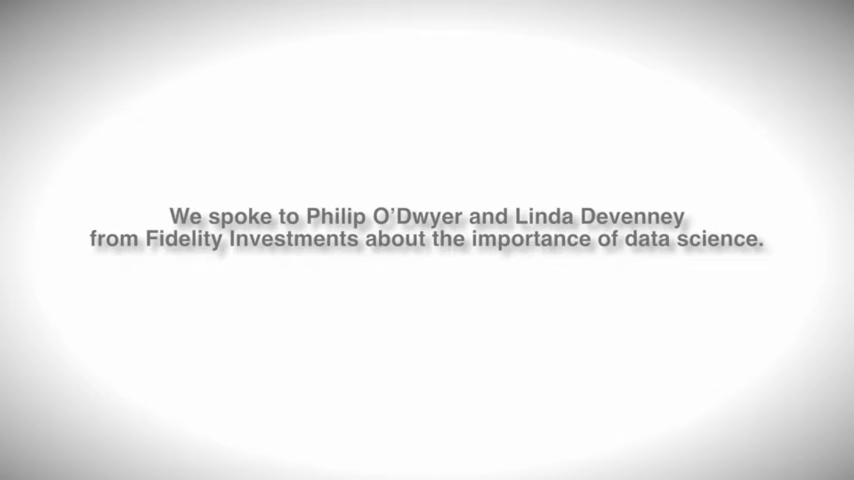 We spoke to Philip O’Dwyer and Linda Devenney
from Fidelity Investments about the importance of data science.